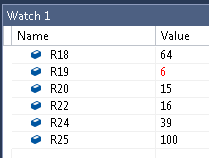 Watch 1
Name Value
R18 64
R19 6
R20 15
R22 16
R24 39
R25 100